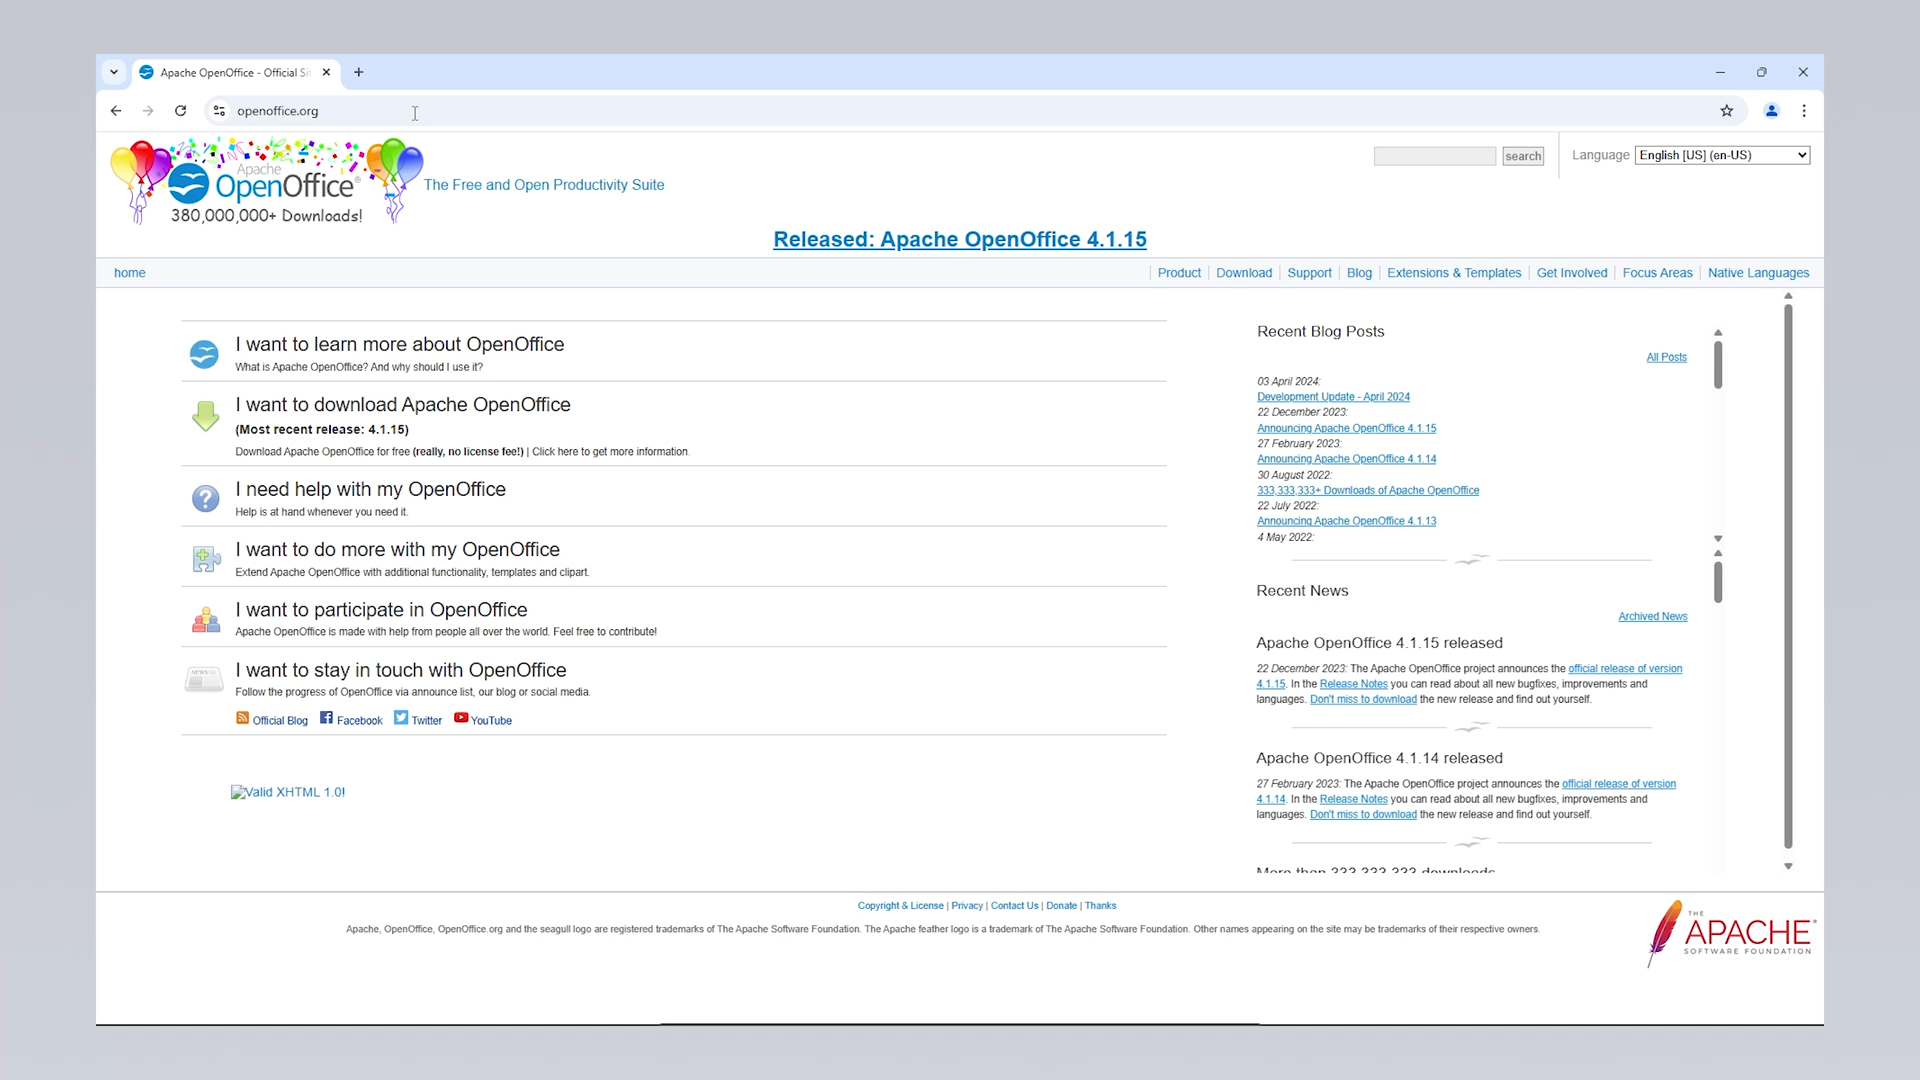 Apache OpenOffice - Official Si
openoffice.org
Apache
OpenOffice®
380,000,000+ Downloads!
The Free and Open Productivity Suite
search
Language English [US] (en-US)
Released: Apache OpenOffice 4.1.15
home
Product Download Support Blog Extensions & Templates Get Involved Focus Areas Native Languages
I want to learn more about OpenOffice
What is Apache OpenOffice? And why should I use it?
I want to download Apache OpenOffice
(Most recent release: 4.1.15)
Download Apache OpenOffice for free (really, no license fee!) | Click here to get more information.
I need help with my OpenOffice
Help is at hand whenever you need it.
I want to do more with my OpenOffice
Extend Apache OpenOffice with additional functionality, templates and clipart.
I want to participate in OpenOffice
Apache OpenOffice is made with help from people all over the world. Feel free to contribute!
NEWS
I want to stay in touch with OpenOffice
Follow the progress of OpenOffice via announce list, our blog or social media.
Official Blog Facebook Twitter YouTube
Valid XHTML 1.0!
Recent Blog Posts
All Posts
03 April 2024:
Development Update - April 2024
22 December 2023:
Announcing Apache OpenOffice 4.1.15
27 February 2023:
Announcing Apache OpenOffice 4.1.14
30 August 2022:
333,333,333+ Downloads of Apache OpenOffice
22 July 2022:
Announcing Apache OpenOffice 4.1.13
4 May 2022:
Recent News
Archived News
Apache OpenOffice 4.1.15 released
22 December 2023: The Apache OpenOffice project announces the official release of version
4.1.15. In the Release Notes you can read about all new bugfixes, improvements and
languages. Don't miss to download the new release and find out yourself.
Apache OpenOffice 4.1.14 released
27 February 2023: The Apache OpenOffice project announces the official release of version
4.1.14. In the Release Notes you can read about all new bugfixes, improvements and
languages. Don't miss to download the new release and find out yourself.
More than 333,333,333 downloads
Copyright & License | Privacy | Contact Us | Donate | Thanks
Apache, OpenOffice, OpenOffice.org and the seagull logo are registered trademarks of The Apache Software Foundation. The Apache feather logo is a trademark of The Apache Software Foundation. Other names appearing on the site may be trademarks of their respective owners.
THE
APACHE®
SOFTWARE FOUNDATION